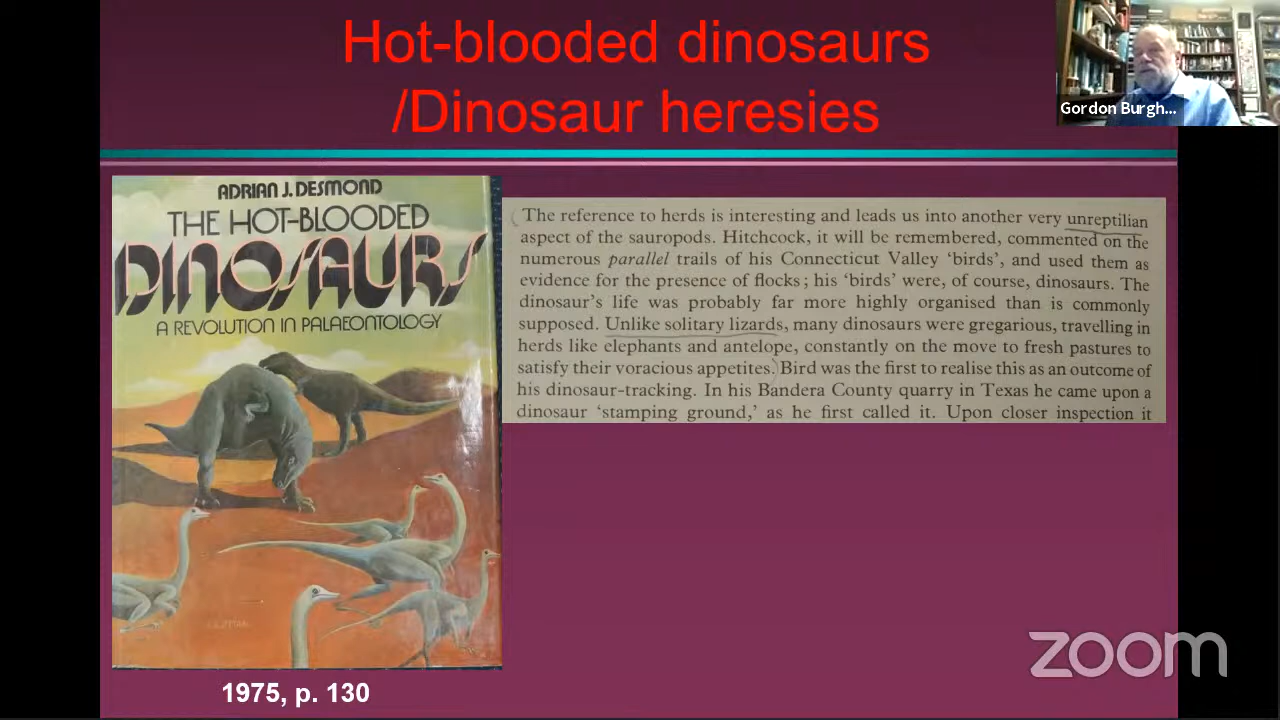 Hot-blooded dinosaurs
/Dinosaur heresies
Gordon Burgh...
ADRIAN J. DESMOND
THE HOT-BLOODED
DINOSAURS
A REVOLUTION IN PALAEONTOLOGY
The reference to herds is interesting and leads us into another very unreptilian
aspect of the sauropods. Hitchcock, it will be remembered, commented on the
numerous parallel trails of his Connecticut Valley ‘birds’, and used them as
evidence for the presence of flocks; his ‘birds’ were, of course, dinosaurs. The
dinosaur’s life was probably far more highly organised than is commonly
supposed. Unlike solitary lizards, many dinosaurs were gregarious, travelling in
herds like elephants and antelope, constantly on the move to fresh pastures to
satisfy their voracious appetites. Bird was the first to realise this as an outcome of
his dinosaur-tracking. In his Bandera County quarry in Texas he came upon a
dinosaur ‘stamping ground,’ as he first called it. Upon closer inspection it
1975, p. 130
zoom